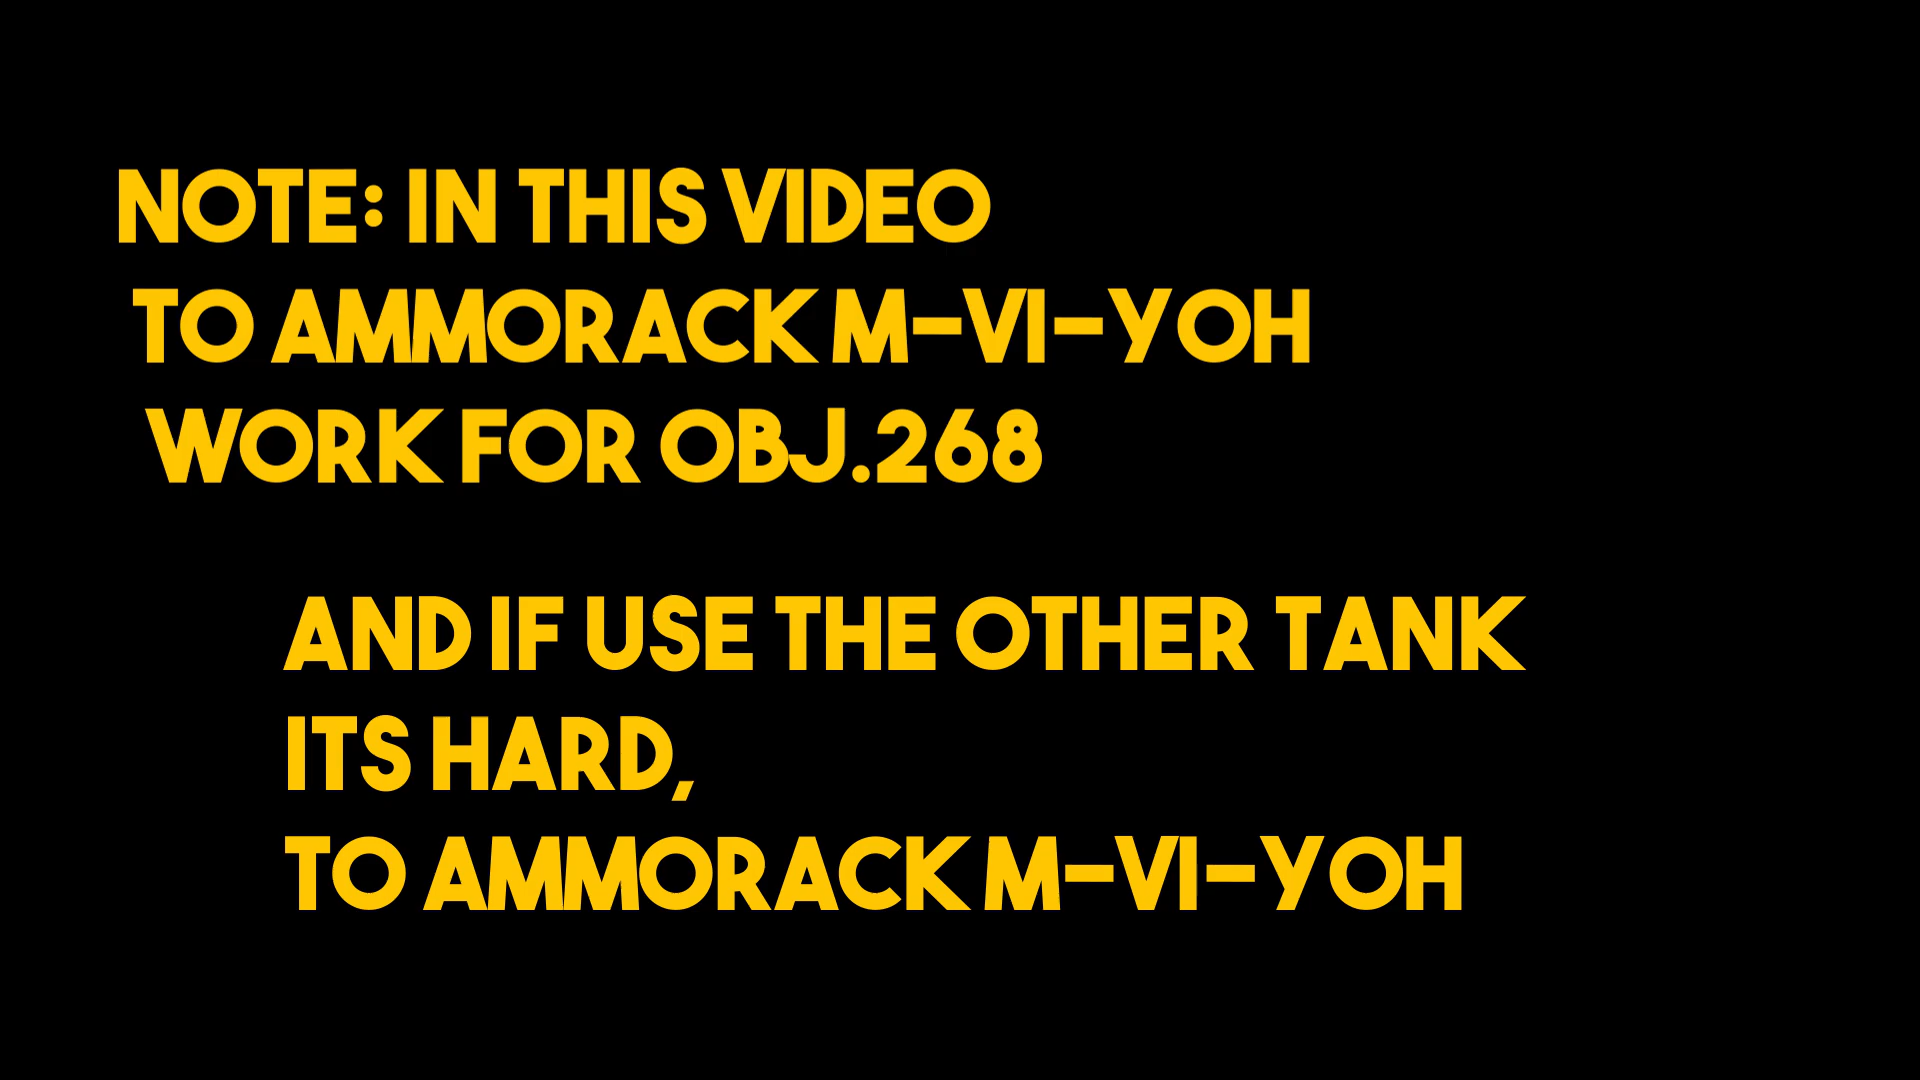 NOTE: IN THIS VIDEO
TO AMMORACK M-VI-YOH
WORK FOR OBJ.268
AND IF USE THE OTHER TANK
ITS HARD,
TO AMMORACK M-VI-YOH